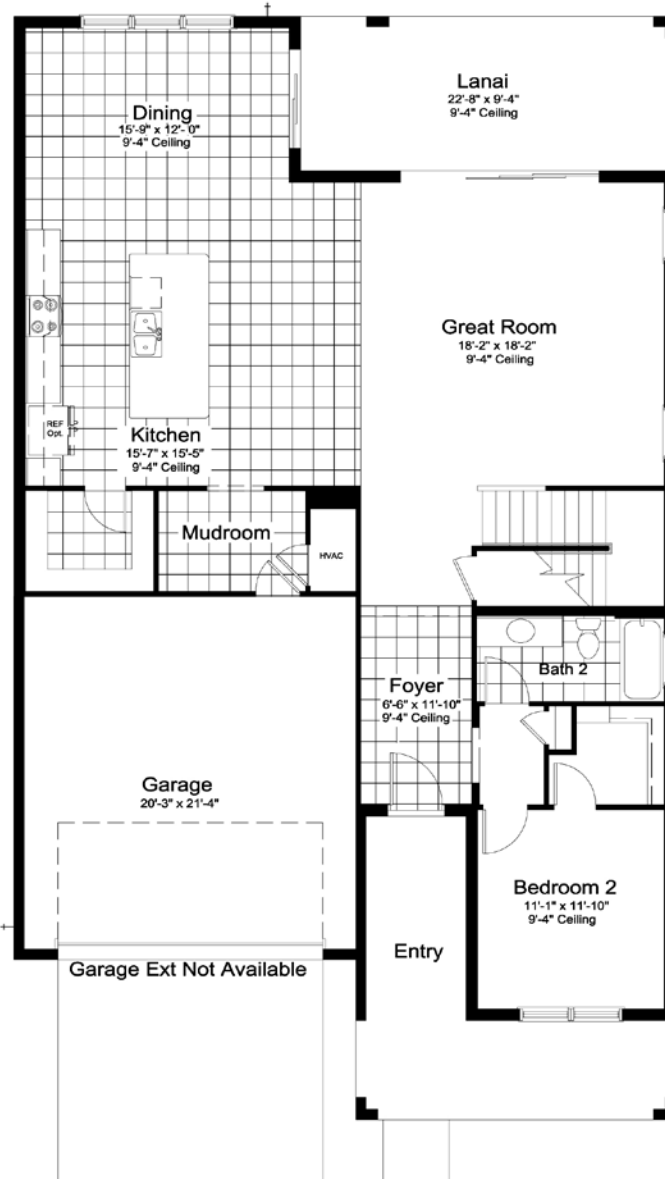 Lanai
22'-8" x 9'-4"
9'-4" Ceiling
Dining
15'-9" x 12'- 0"
9'-4" Ceiling
Great Room
18'-2" x 18'-2"
9'-4" Ceiling
REF
Opt.
Kitchen
15'-7" x 15'-5"
9'-4" Ceiling
Mudroom
HVAC
Bath 2
Foyer
6'-6" x 11'-10"
9'-4" Ceiling
Garage
20'-3" x 21'-4"
Bedroom 2
11'-1" x 11'-10"
9'-4" Ceiling
Entry
Garage Ext Not Available